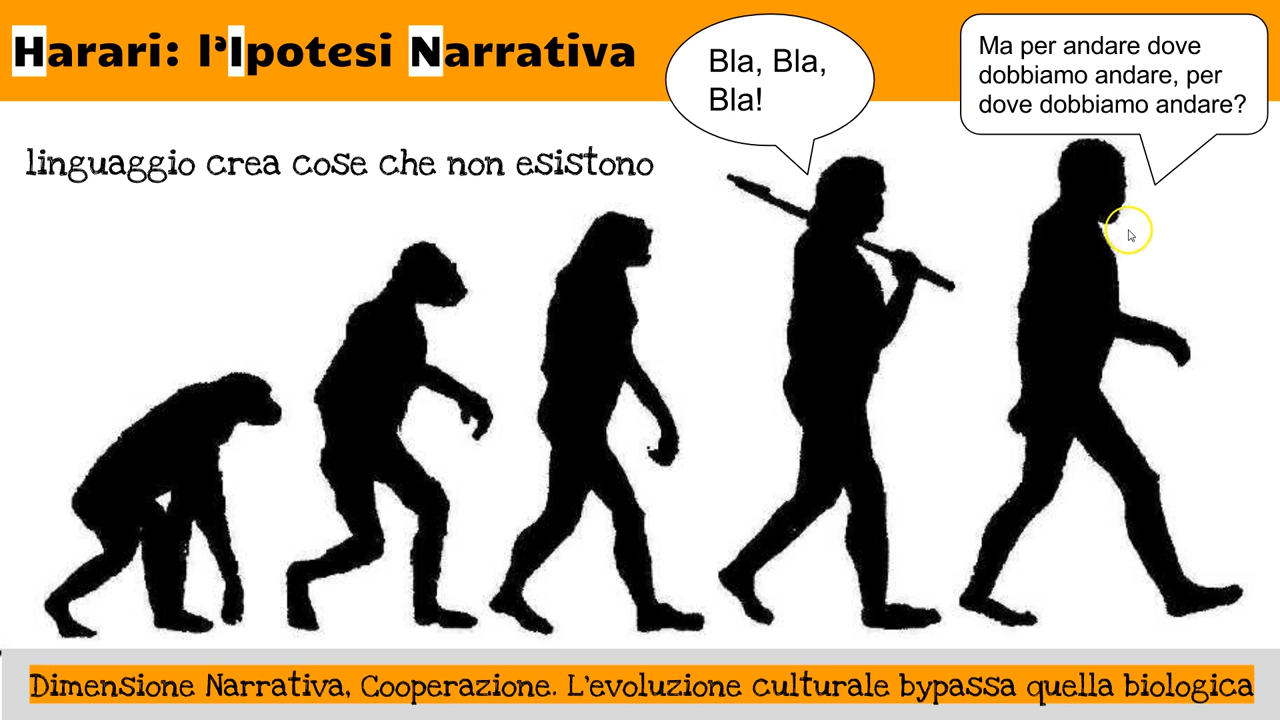 Harari: l'Ipotesi Narrativa
Bla, Bla,
Bla!
Ma per andare dove
dobbiamo andare, per
dove dobbiamo andare?
linguaggio crea cose che non esistono
Dimensione Narrativa, Cooperazione. L'evoluzione culturale bypassa quella biologica